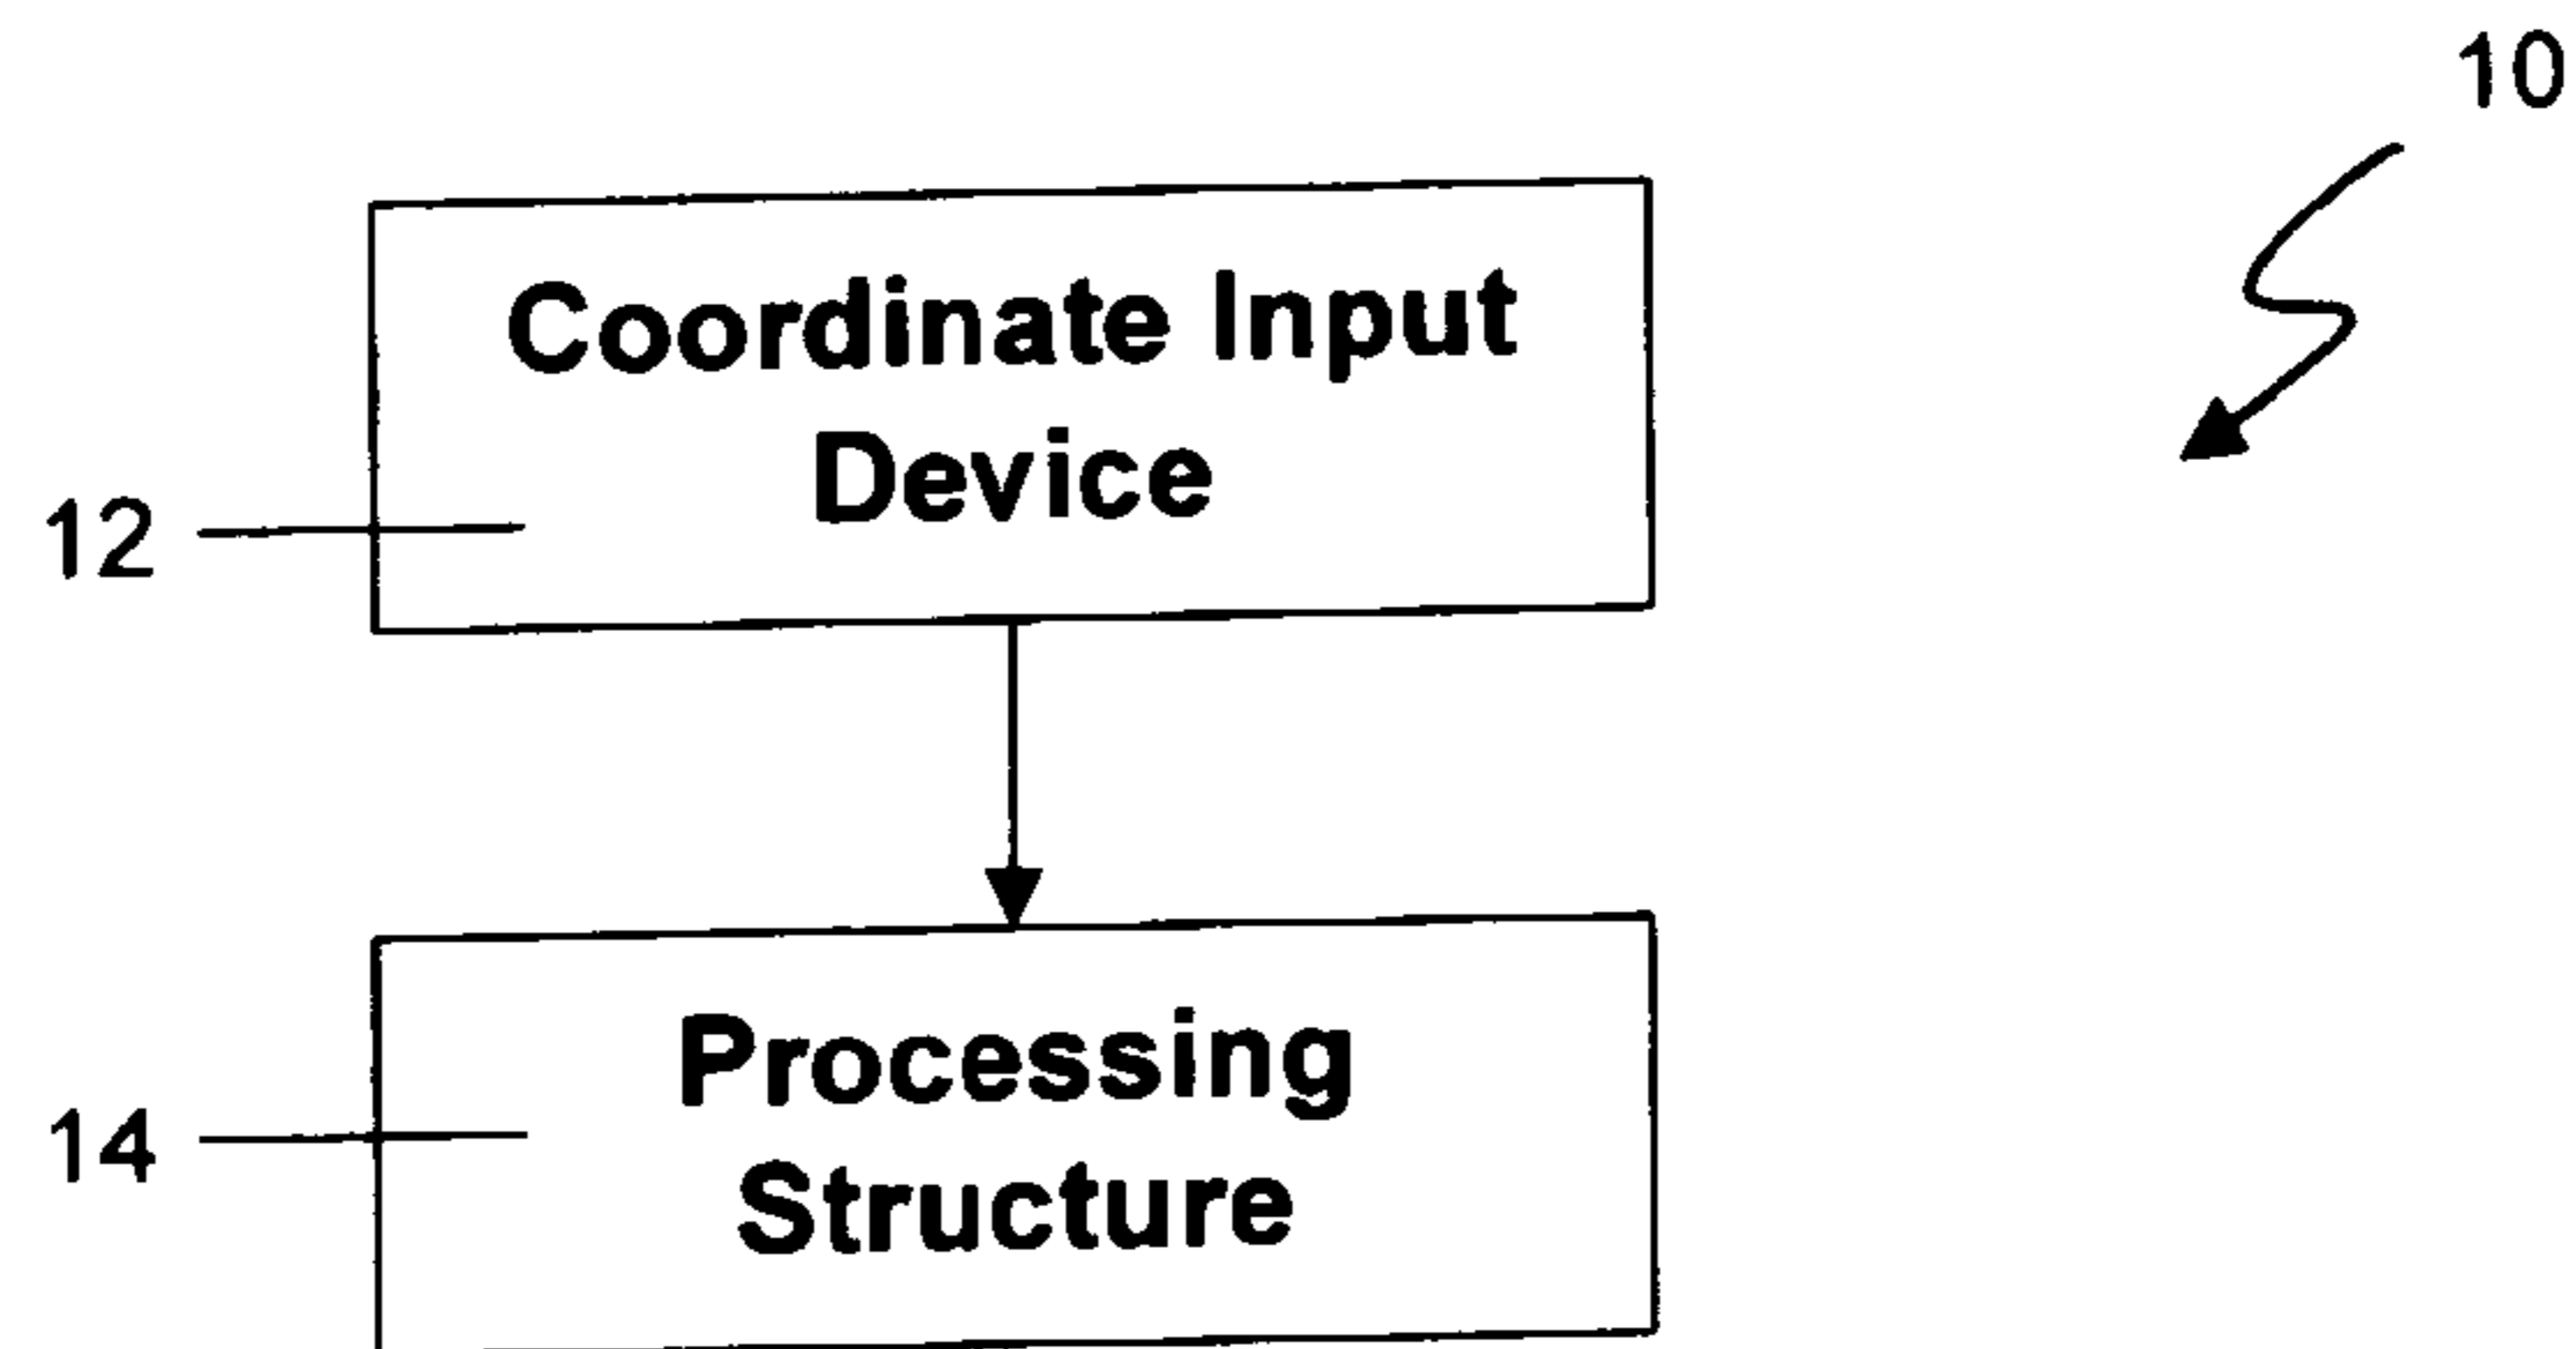 10
Coordinate Input
Device
12
Processing
14
Structure